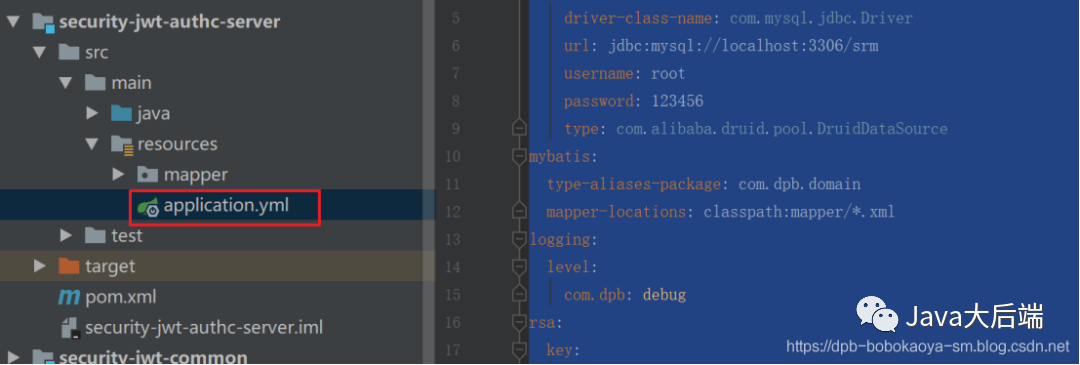 security-jwt-authc-server
src
main
java
resources
mapper
application.yml
test
target
pom.xml
security-jwt-authc-server.iml
security-jwt-common
5 driver-class-name: com.mysql.jdbc.Driver
6 url: jdbc:mysql://localhost:3306/srm
7 username: root
8 password: 123456
9 type: com.alibaba.druid.pool.DruidDataSource
10 mybatis:
11 type-aliases-package: com.dpb.domain
12 mapper-locations: classpath:mapper/*.xml
13 logging:
14 level:
15 com.dpb: debug
16 rsa:
17 key:
Java大后端
https://dpb-bobokaoya-sm.blog.csdn.net